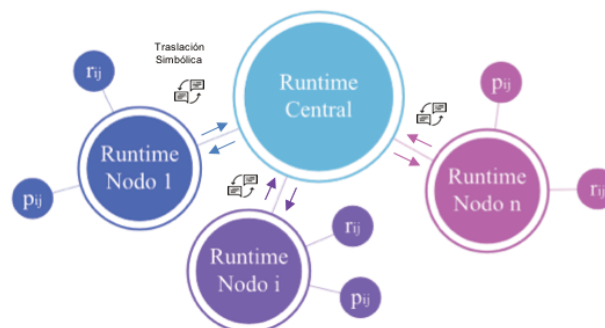 Traslación
Simbólica
Runtime
Central
rij
pij
Runtime
Nodo 1
pij
Runtime
Nodo n
rij
Runtime
Nodo i
rij
pij